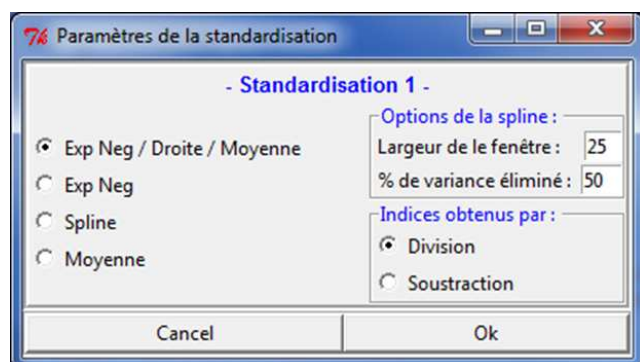 Paramètres de la standardisation
- Standardisation 1 -
Exp Neg / Droite / Moyenne
Exp Neg
Spline
Moyenne
Options de la spline :
Largeur de le fenêtre : 25
% de variance éliminé : 50
Indices obtenus par :
Division
Soustraction
Cancel
Ok